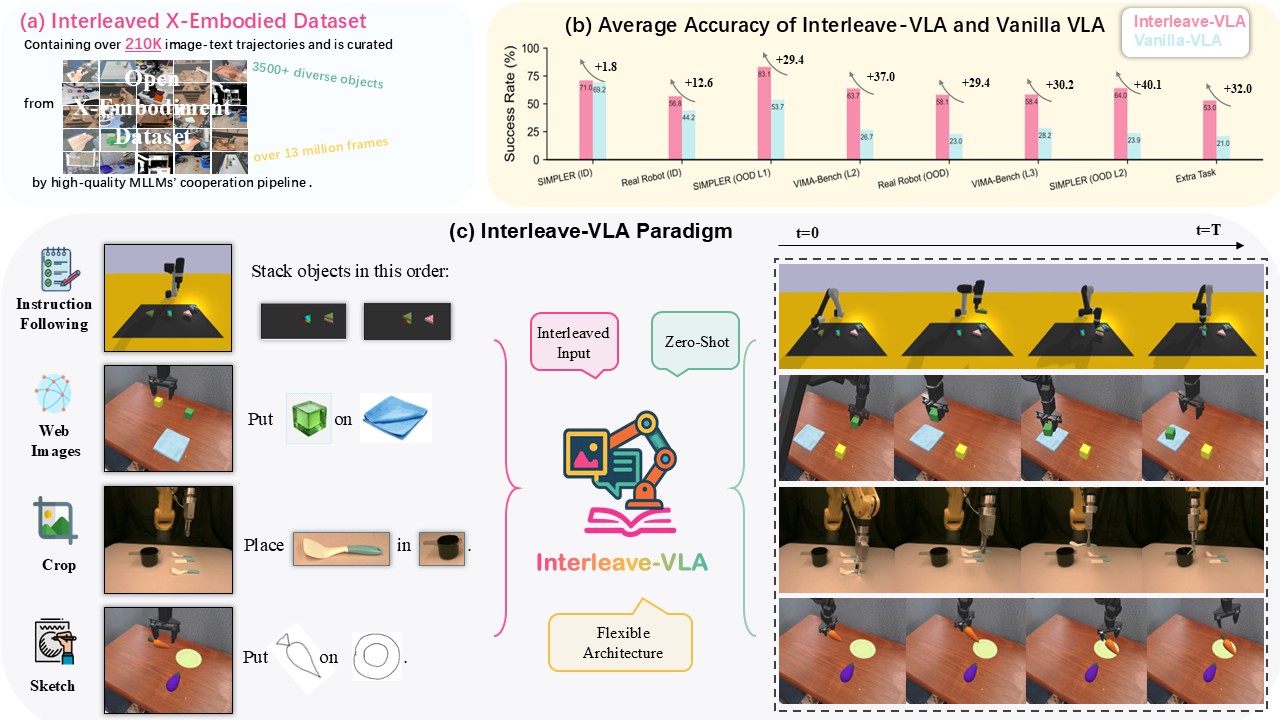 (a) Interleaved X-Embodied Dataset
Containing over 210K image-text trajectories and is curated
from
Open
X-Embodiment
Dataset
3500+ diverse objects
over 13 million frames
by high-quality MLLMs' cooperation pipeline .
(b) Average Accuracy of Interleave-VLA and Vanilla VLA
Interleave-VLA
Vanilla-VLA
Success Rate (%)
100
75
50
25
0
+1.8
+12.6
+29.4
+37.0
+29.4
+30.2
+40.1
+32.0
71.0 69.2
56.8 44.2
83.1 53.7
63.7 26.7
58.1 23.0
58.4 28.2
64.0 23.9
53.0 21.0
SIMPLER (ID)
Real Robot (ID)
SIMPLER (OOD L1)
VIMA-Bench (L2)
Real Robot (OOD)
VIMA-Bench (L3)
SIMPLER (OOD L2)
Extra Task
(c) Interleave-VLA Paradigm
t=0
t=T
Instruction
Following
Stack objects in this order:
Web
Images
Put on
Crop
Place in .
Sketch
Put on .
Interleaved
Input
Zero-Shot
Interleave-VLA
Flexible
Architecture